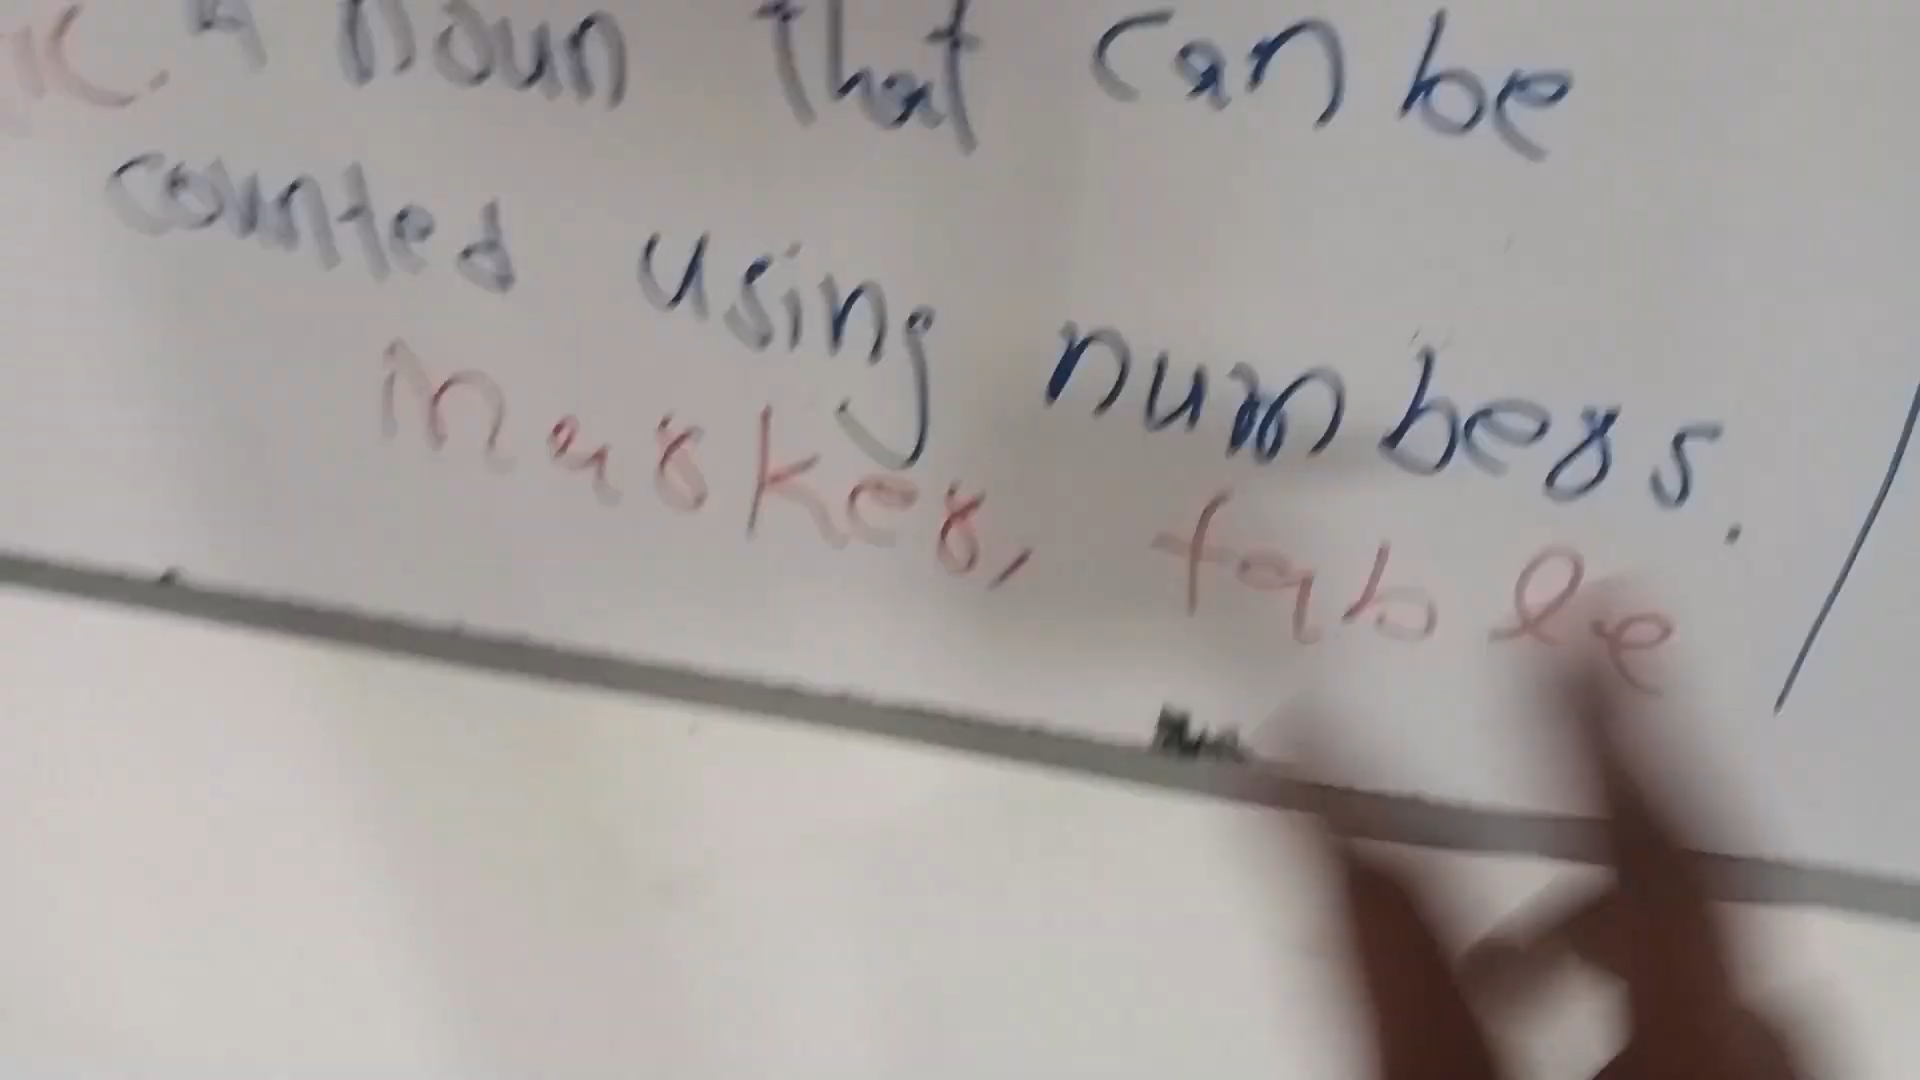 A noun that can be
counted using numbers.
marker, table